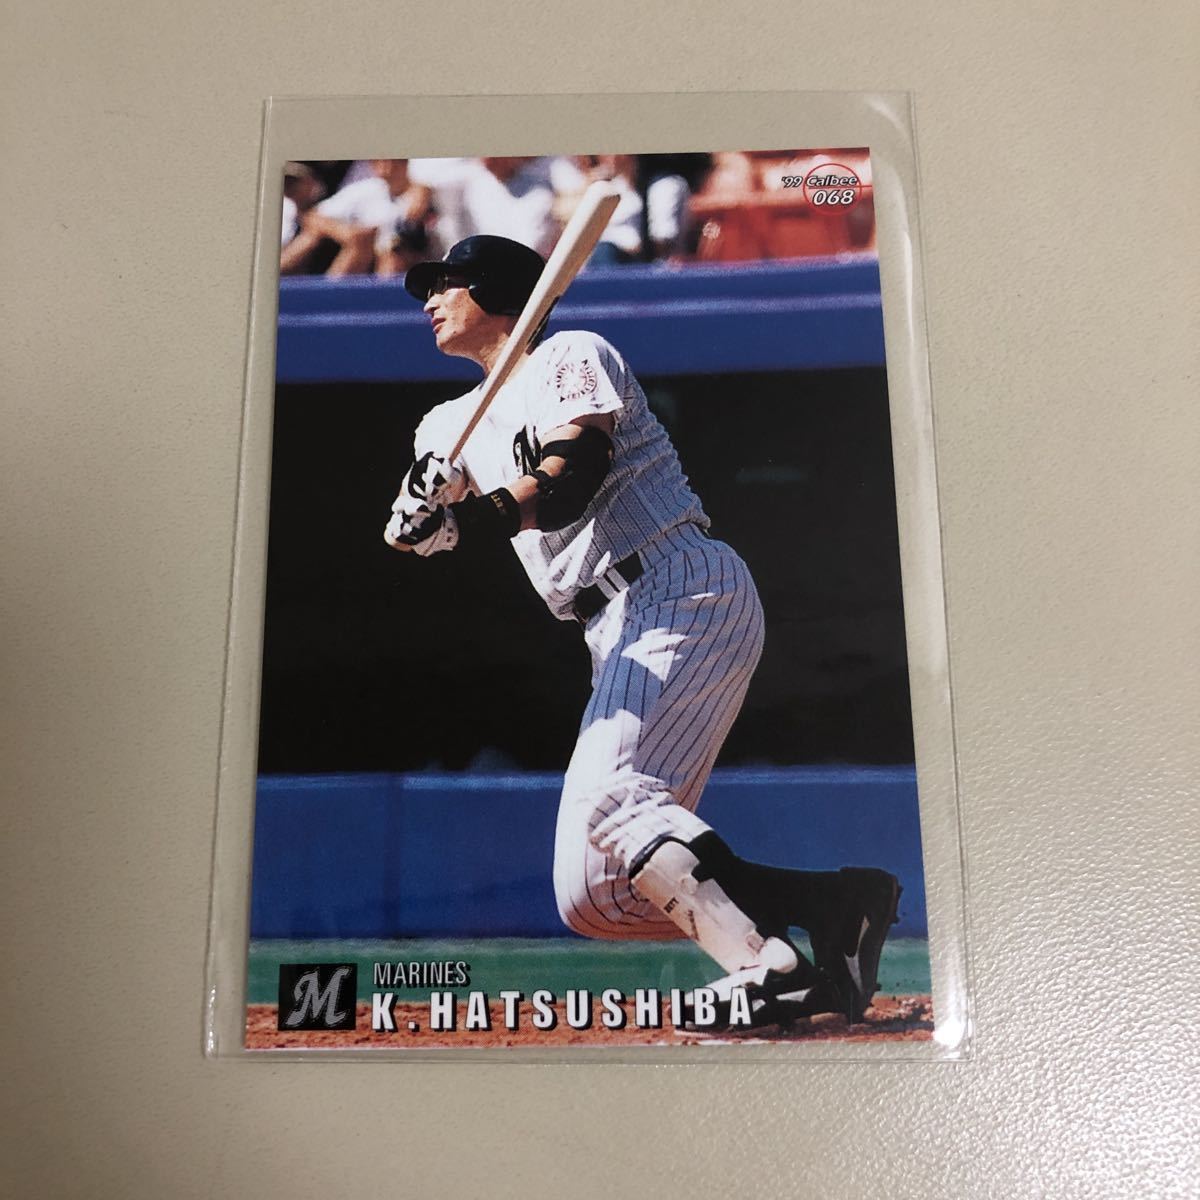 '99 Calbee
068
M
M
MARINES
K.HATSUSHIBA